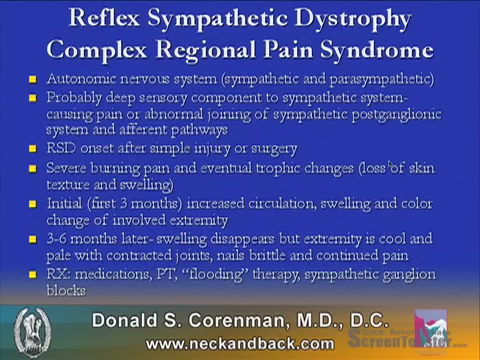 Reflex Sympathetic Dystrophy
Complex Regional Pain Syndrome
Autonomic nervous system (sympathetic and parasympathetic)
Probably deep sensory component to sympathetic system-
causing pain or abnormal joining of sympathetic postganglionic
system and afferent pathways
RSD onset after simple injury or surgery
Severe burning pain and eventual trophic changes (loss of skin
texture and swelling)
Initial (first 3 months) increased circulation, swelling and color
change of involved extremity
3-6 months later- swelling disappears but extremity is cool and
pale with contracted joints, nails brittle and continued pain
RX: medications, PT, “flooding” therapy, sympathetic ganglion
blocks
Donald S. Corenman, M.D., D.C.
www.neckandback.com